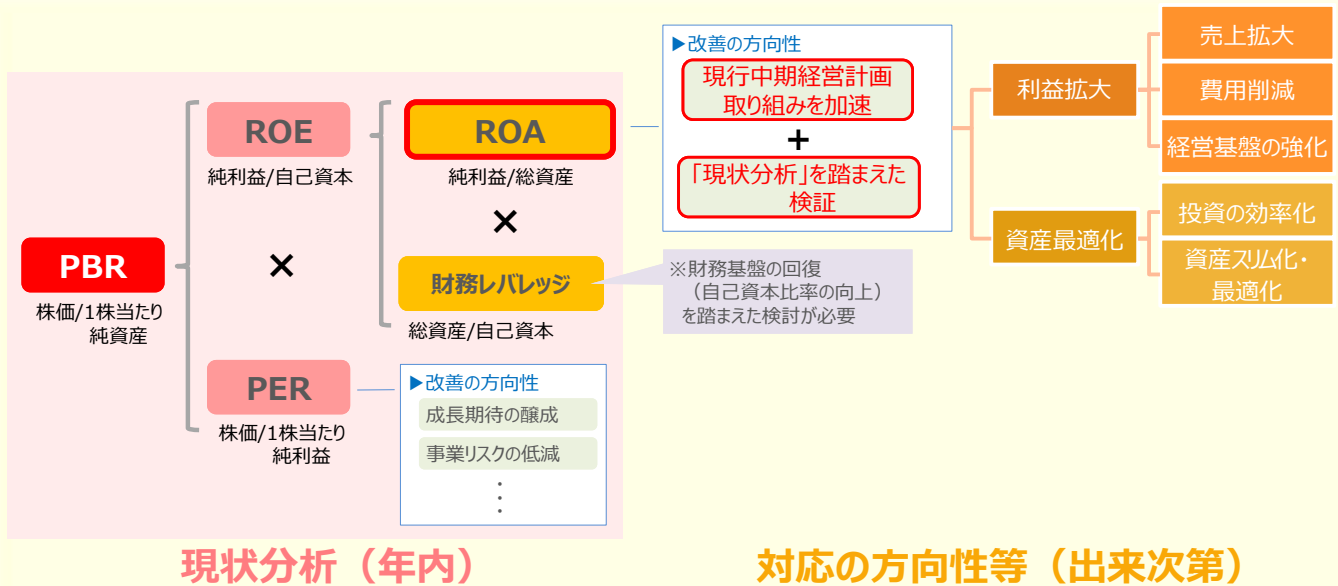 PBR
株価/1株当たり
純資産
ROE
純利益/自己資本
×
PER
株価/1株当たり
純利益
ROA
純利益/総資産
×
財務レバレッジ
総資産/自己資本
▶改善の方向性
成長期待の醸成
事業リスクの低減
・
・
・
▶改善の方向性
現行中期経営計画
取り組みを加速
+
「現状分析」を踏まえた
検証
※財務基盤の回復
（自己資本比率の向上）
を踏まえた検討が必要
利益拡大
売上拡大
費用削減
経営基盤の強化
資産最適化
投資の効率化
資産スリム化・
最適化
現状分析（年内）
対応の方向性等（出来次第）